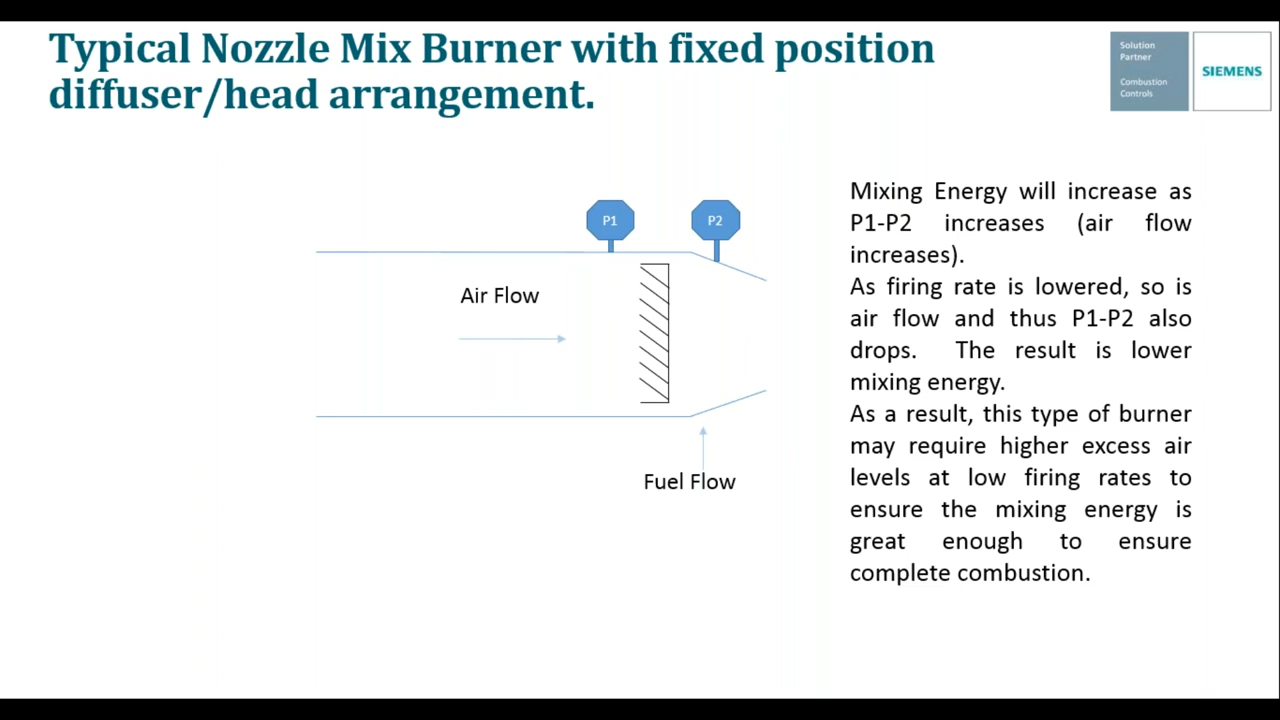 Typical Nozzle Mix Burner with fixed position
diffuser/head arrangement.
Solution
Partner
Combustion
Controls
SIEMENS
P1
P2
Air Flow
Fuel Flow
Mixing Energy will increase as
P1-P2 increases (air flow
increases).
As firing rate is lowered, so is
air flow and thus P1-P2 also
drops. The result is lower
mixing energy.
As a result, this type of burner
may require higher excess air
levels at low firing rates to
ensure the mixing energy is
great enough to ensure
complete combustion.